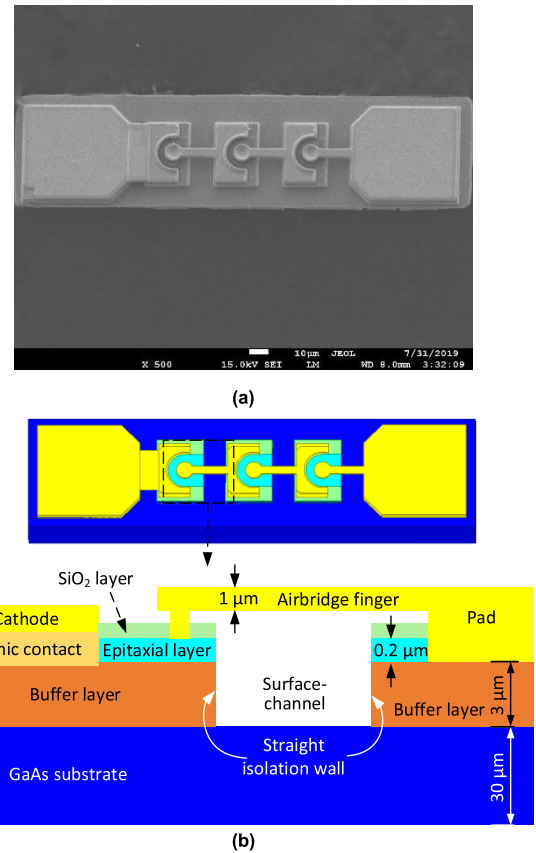 10μm JEOL 7/31/2019
X 500 15.0kV SEI LM WD 8.0mm 3:32:09
(a)
SiO2 layer
1 μm
Airbridge finger
Cathode
Pad
nic contact
Epitaxial layer
0.2 μm
Buffer layer
Surface-
channel
Buffer layer
3 μm
Straight
isolation wall
GaAs substrate
30 μm
(b)